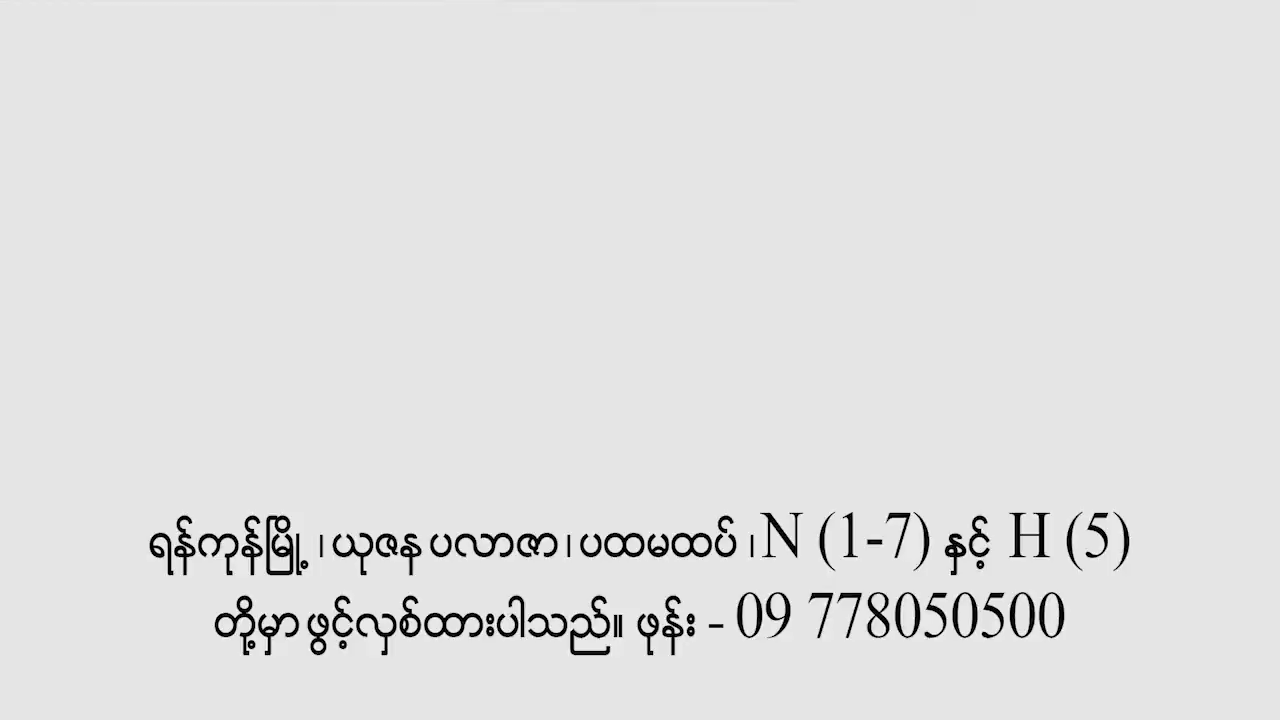 ရန်ကုန်မြို့ ၊ ယုဇန ပလာဇာ ၊ ပထမထပ် ၊ N (1-7) နှင့် H (5)
တို့မှာ ဖွင့်လှစ်ထားပါသည်။ ဖုန်း - 09 778050500